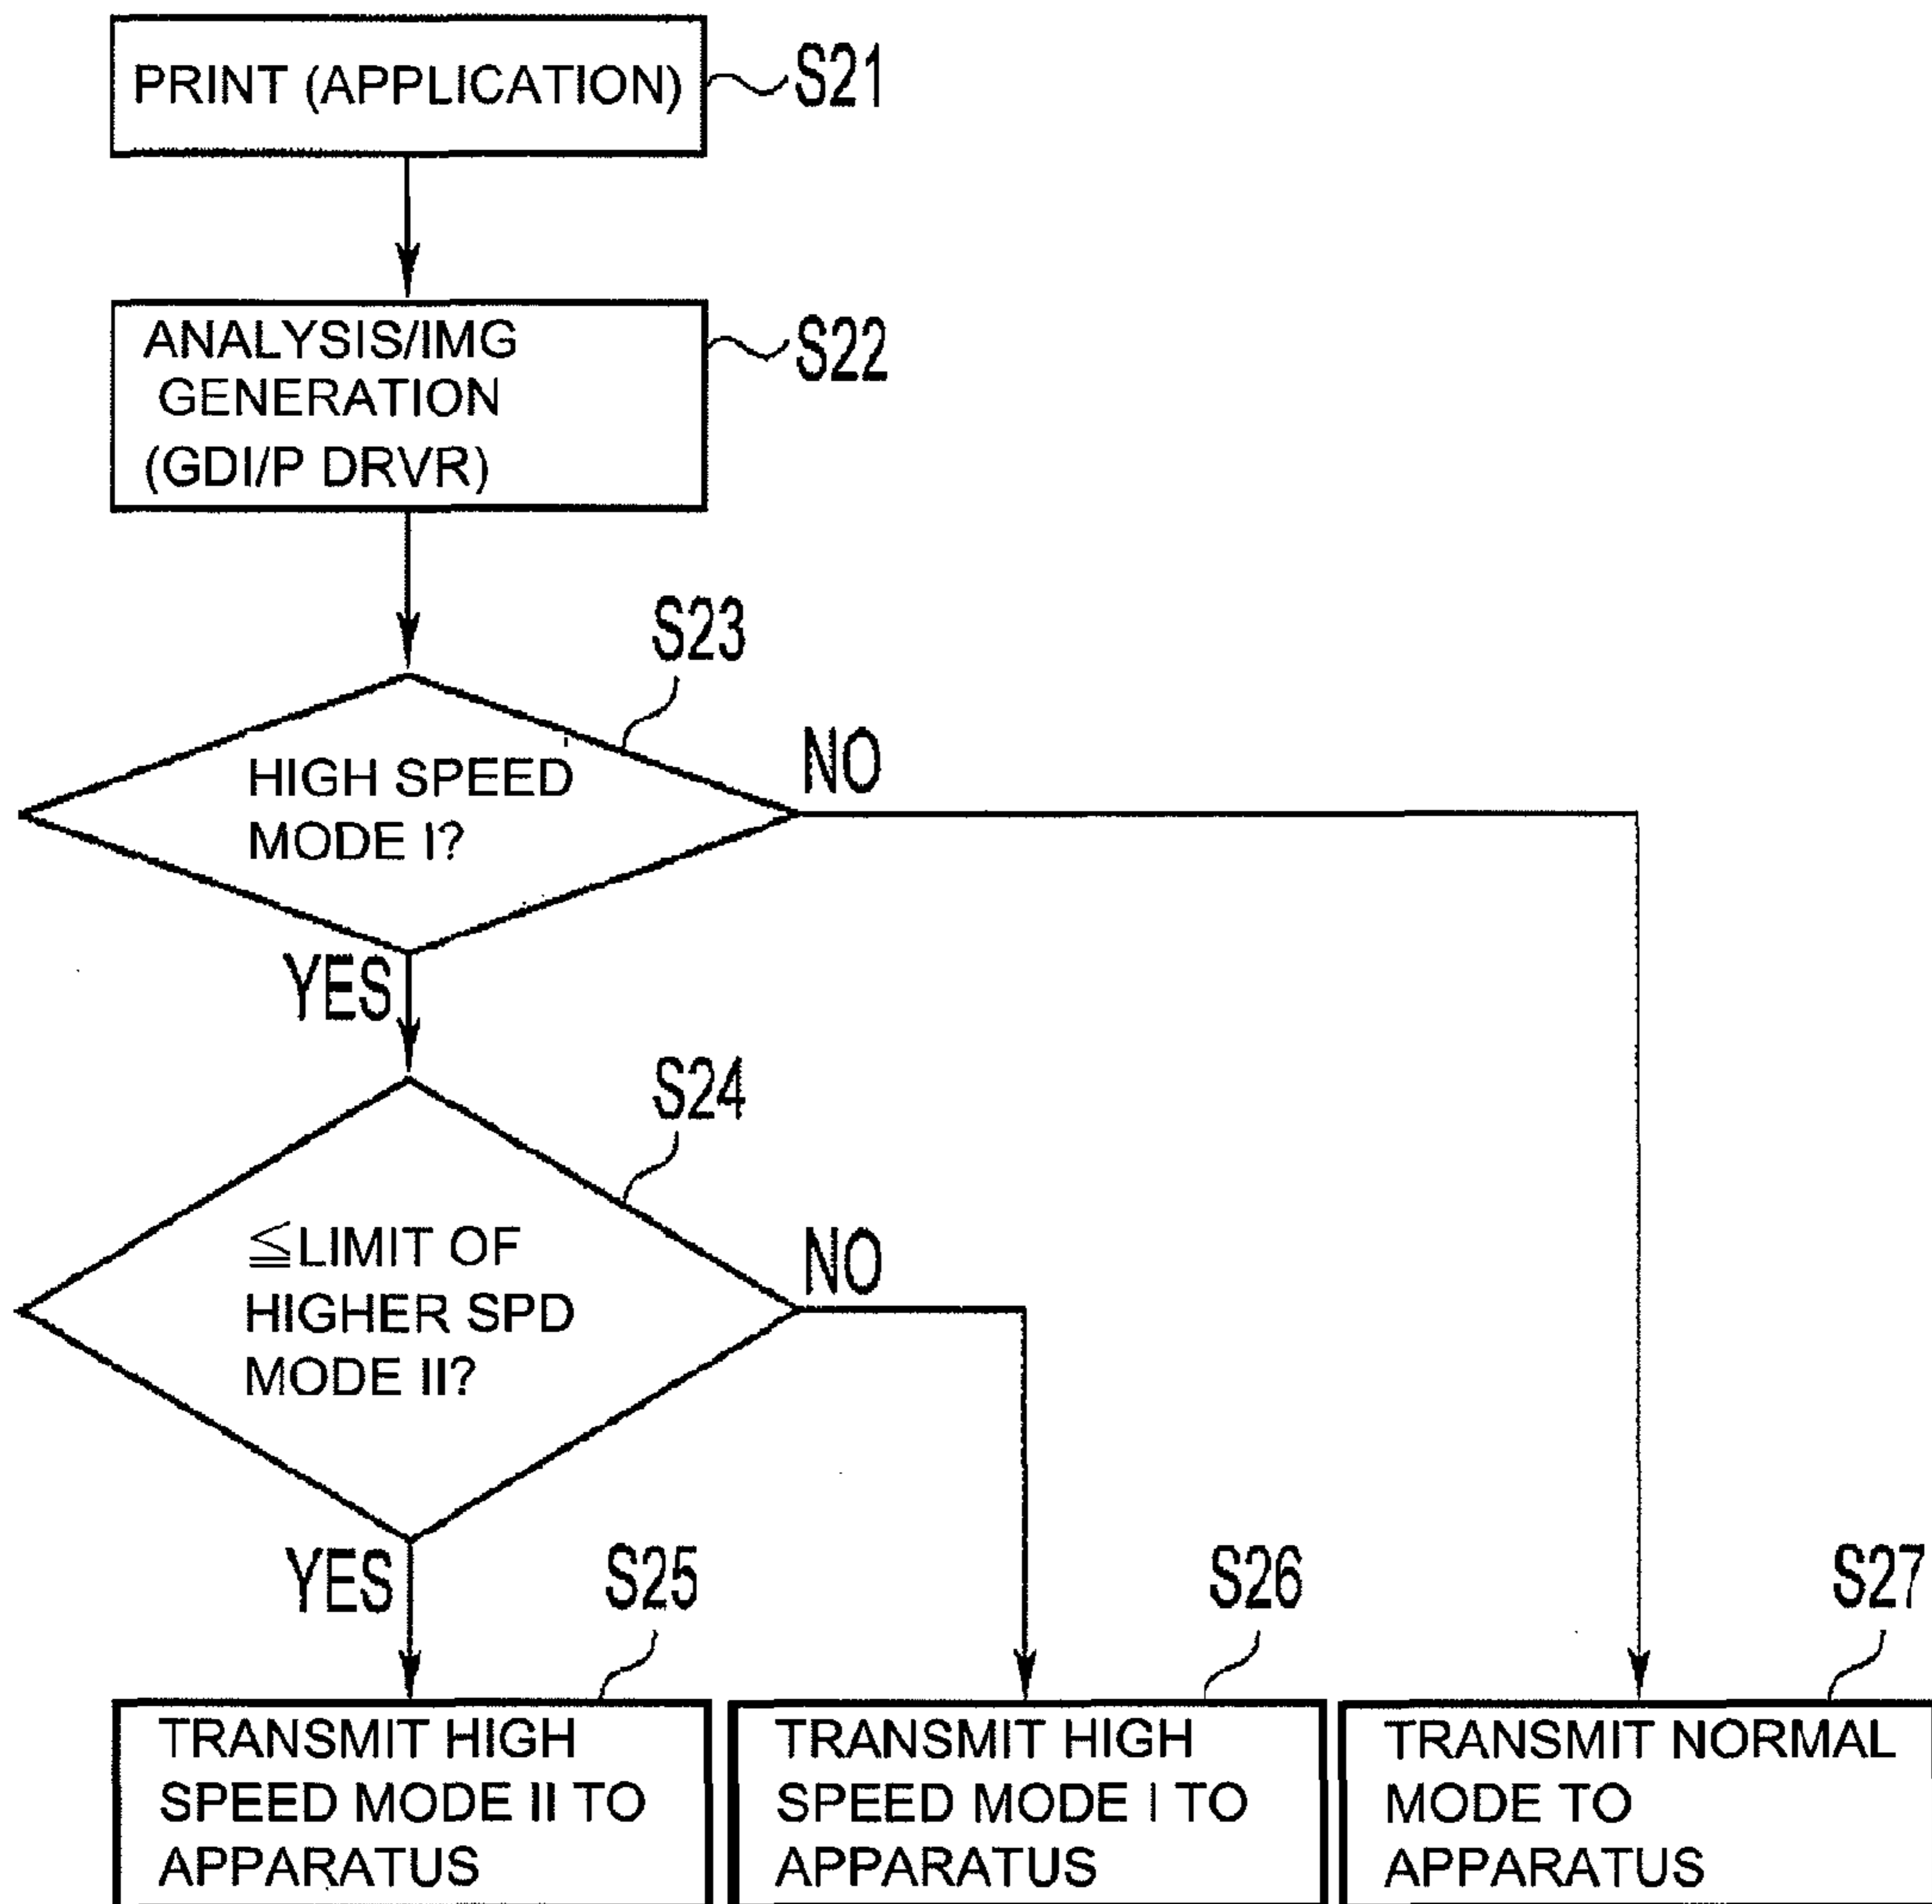 PRINT (APPLICATION)
S21
ANALYSIS/IMG
GENERATION
(GDI/P DRVR)
S22
S23
HIGH SPEED
MODE I?
NO
YES
S24
≦LIMIT OF
HIGHER SPD
MODE II?
NO
YES
S25
TRANSMIT HIGH
SPEED MODE II TO
APPARATUS
S26
TRANSMIT HIGH
SPEED MODE I TO
APPARATUS
S27
TRANSMIT NORMAL
MODE TO
APPARATUS